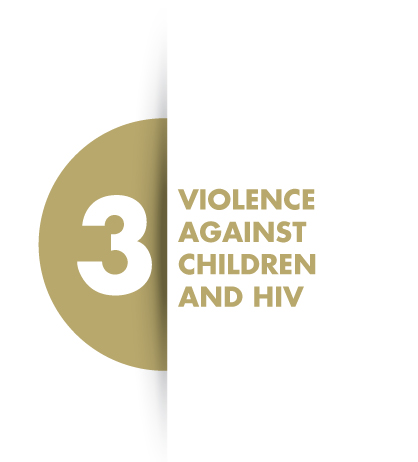 3
VIOLENCE
AGAINST
CHILDREN
AND HIV